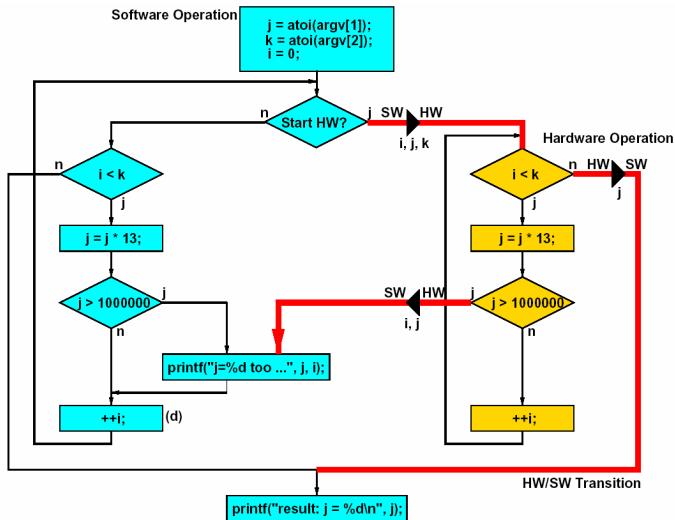 Software Operation
j = atoi(argv[1]);
k = atoi(argv[2]);
i = 0;
n
Start HW?
j
SW
HW
i, j, k
Hardware Operation
n
i < k
j
i < k
n
HW
SW
j
j
j = j * 13;
j = j * 13;
j > 1000000
j
n
SW
HW
i, j
j
j > 1000000
n
printf("j=%d too ...", j, i);
++i;
(d)
++i;
HW/SW Transition
printf("result: j = %d\n", j);